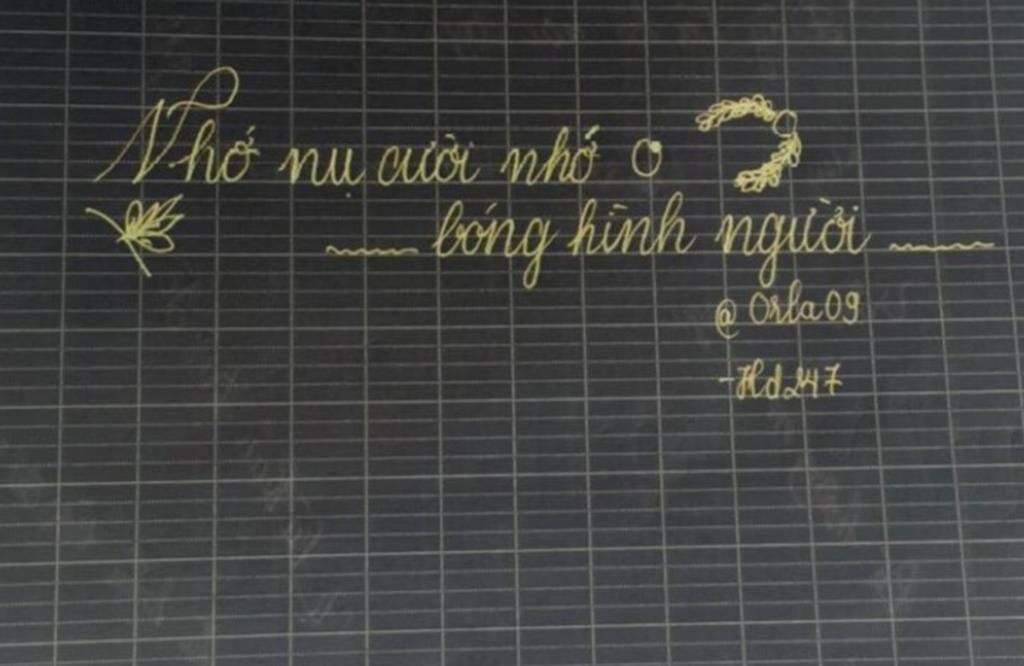 Nhớ nụ cười nhớ
bóng hình người
@ Orla09
-Hd247